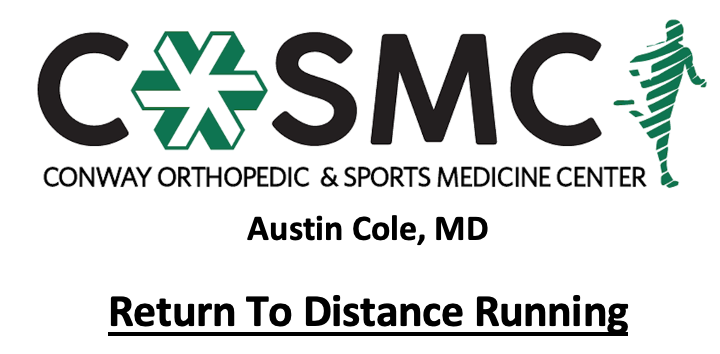 COSMC
CONWAY ORTHOPEDIC & SPORTS MEDICINE CENTER
Austin Cole, MD
Return To Distance Running